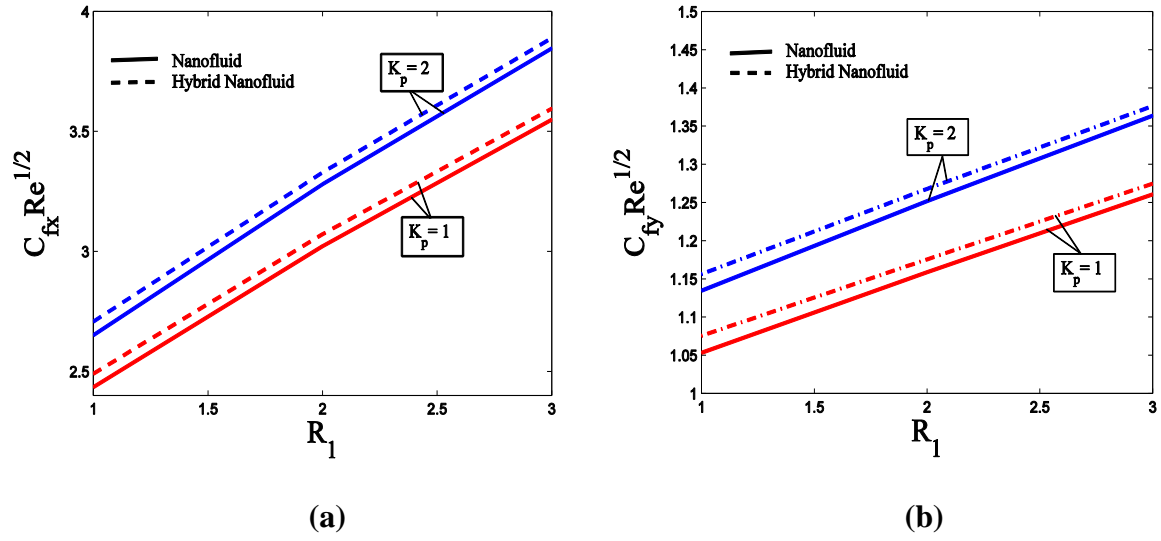 4
3.5
3
2.5
C_fx Re^1/2
Nanofluid
Hybrid Nanofluid
K_p = 2
K_p = 1
1
1.5
2
2.5
3
R_1
(a)
1.5
1.45
1.4
1.35
1.3
1.25
1.2
1.15
1.1
1.05
1
C_fy Re^1/2
Nanofluid
Hybrid Nanofluid
K_p = 2
K_p = 1
1
1.5
2
2.5
3
R_1
(b)